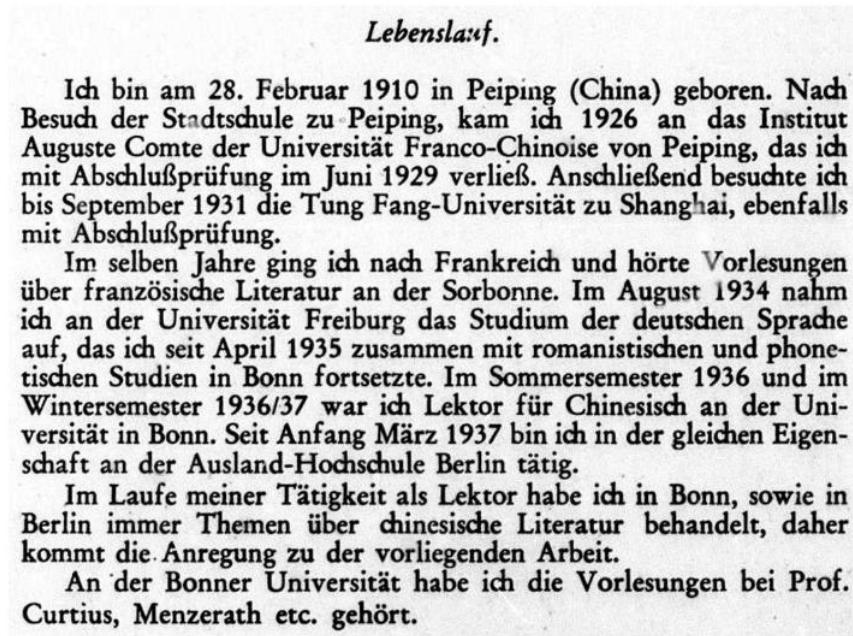 Lebenslauf.
Ich bin am 28. Februar 1910 in Peiping (China) geboren. Nach
Besuch der Stadtschule zu Peiping, kam ich 1926 an das Institut
Auguste Comte der Universität Franco-Chinoise von Peiping, das ich
mit Abschlußprüfung im Juni 1929 verließ. Anschließend besuchte ich
bis September 1931 die Tung Fang-Universität zu Shanghai, ebenfalls
mit Abschlußprüfung.
Im selben Jahre ging ich nach Frankreich und hörte Vorlesungen
über französische Literatur an der Sorbonne. Im August 1934 nahm
ich an der Universität Freiburg das Studium der deutschen Sprache
auf, das ich seit April 1935 zusammen mit romanistischen und phone-
tischen Studien in Bonn fortsetzte. Im Sommersemester 1936 und im
Wintersemester 1936/37 war ich Lektor für Chinesisch an der Uni-
versität in Bonn. Seit Anfang März 1937 bin ich in der gleichen Eigen-
schaft an der Ausland-Hochschule Berlin tätig.
Im Laufe meiner Tätigkeit als Lektor habe ich in Bonn, sowie in
Berlin immer Themen über chinesische Literatur behandelt, daher
kommt die Anregung zu der vorliegenden Arbeit.
An der Bonner Universität habe ich die Vorlesungen bei Prof.
Curtius, Menzerath etc. gehört.